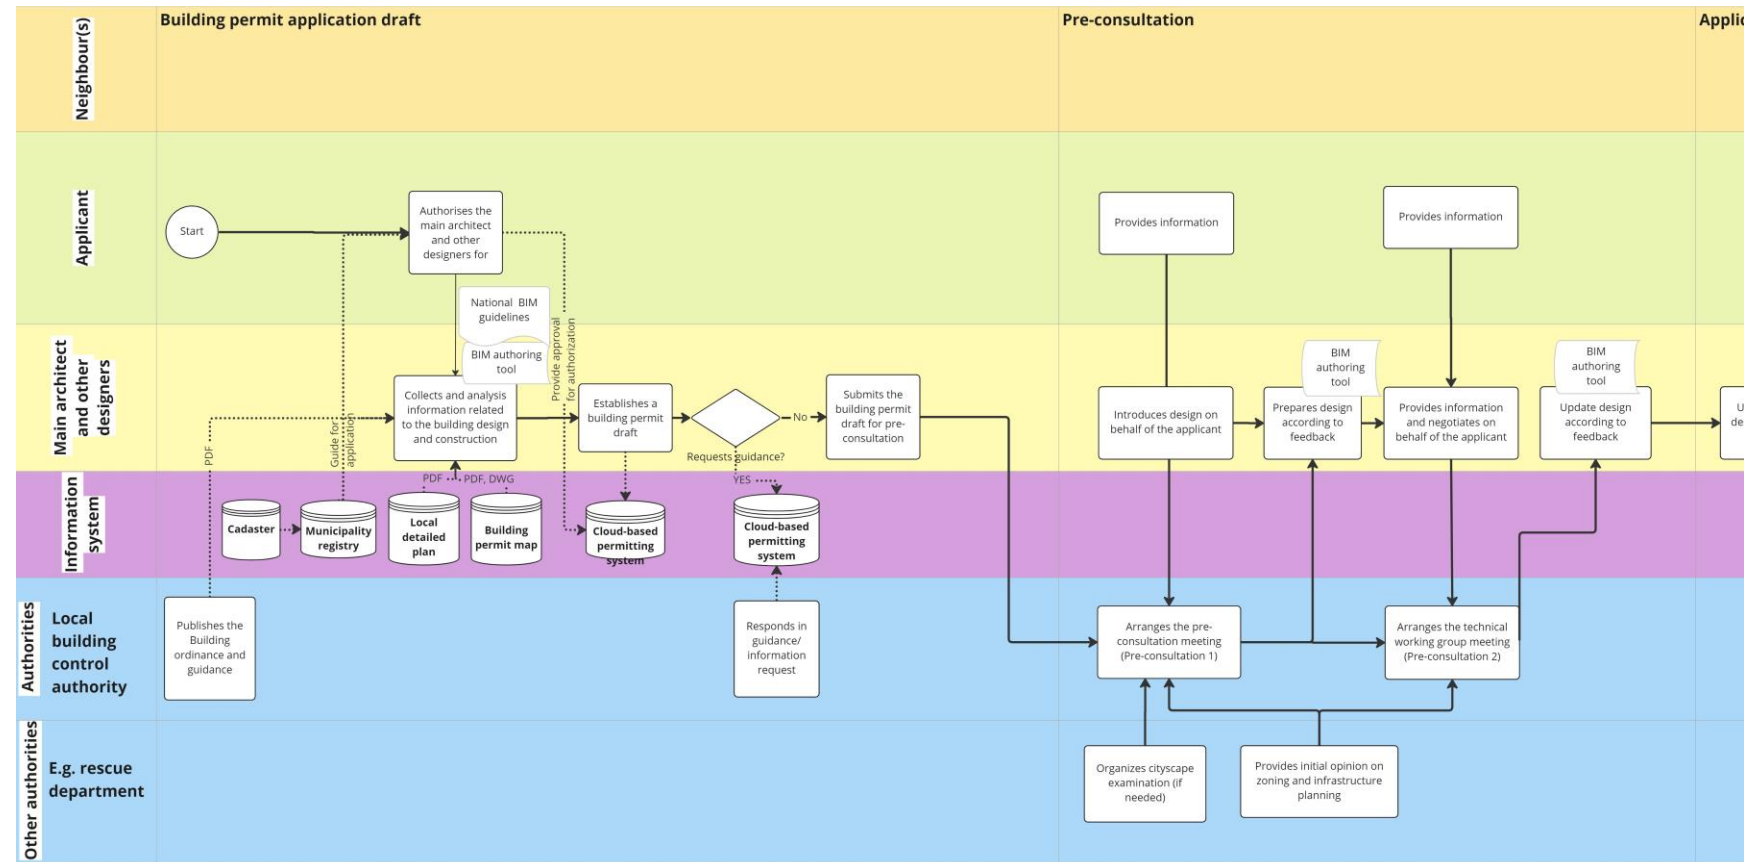 Building permit application draft
Pre-consultation
Applic
Neighbour(s)
Applicant
Start
Authorises the
main architect
and other
designers for
Provides information
Provides information
National BIM
guidelines
BIM authoring
tool
Provide approval
for authorization
Main architect
and other
designers
Collects and analysis
information related
to the building design
and construction
Establishes a
building permit
draft
Requests guidance?
No
Submits the
building permit
draft for pre-
consultation
Introduces design on
behalf of the applicant
BIM
authoring
tool
Prepares design
according to
feedback
Provides information
and negotiates on
behalf of the applicant
BIM
authoring
tool
Update design
according to
feedback
U
de
PDF
Guide for
application
PDF
PDF, DWG
YES
Information
system
Cadaster
Municipality
registry
Local
detailed
plan
Building
permit map
Cloud-based
permitting
system
Cloud-based
permitting
system
Authorities
Local
building
control
authority
Publishes the
Building
ordinance and
guidance
Responds in
guidance/
information
request
Arranges the pre-
consultation meeting
(Pre-consultation 1)
Arranges the technical
working group meeting
(Pre-consultation 2)
Other authorities
E.g. rescue
department
Organizes cityscape
examination (if
needed)
Provides initial opinion on
zoning and infrastructure
planning